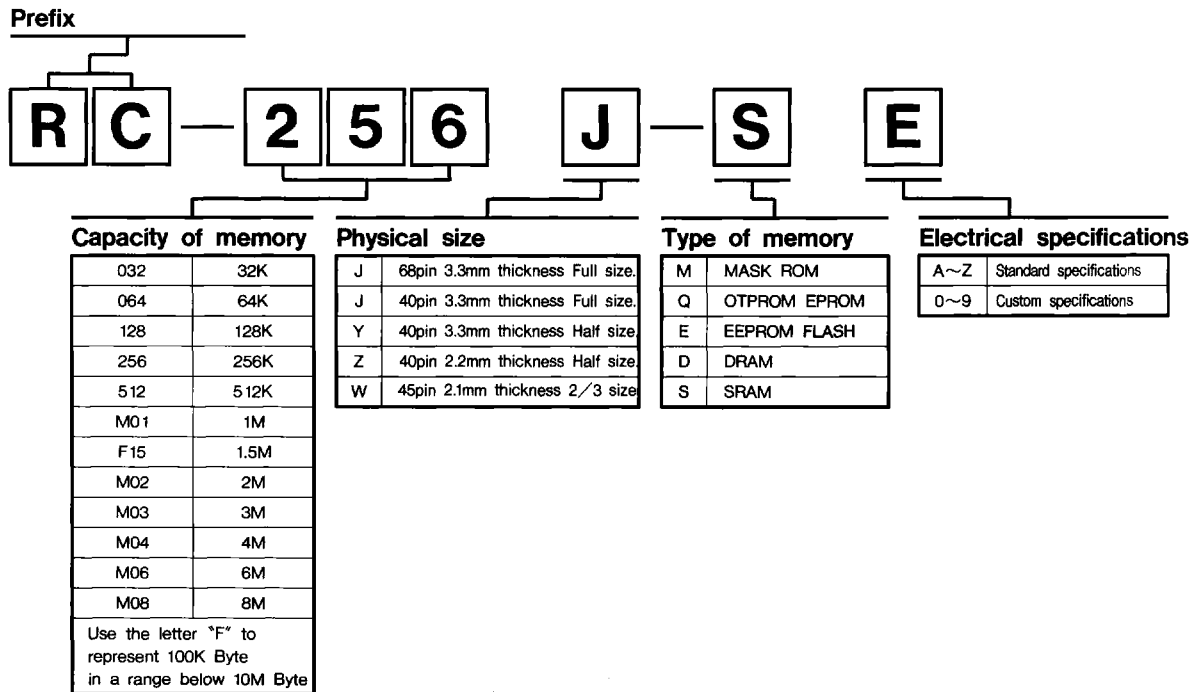 Prefix
R C — 2 5 6 J — S E
Capacity of memory
032 32K
064 64K
128 128K
256 256K
512 512K
M01 1M
F15 1.5M
M02 2M
M03 3M
M04 4M
M06 6M
M08 8M
Use the letter "F" to
represent 100K Byte
in a range below 10M Byte
Physical size
J 68pin 3.3mm thickness Full size.
J 40pin 3.3mm thickness Full size.
Y 40pin 3.3mm thickness Half size.
Z 40pin 2.2mm thickness Half size.
W 45pin 2.1mm thickness 2/3 size
Type of memory
M MASK ROM
Q OTPROM EPROM
E EEPROM FLASH
D DRAM
S SRAM
Electrical specifications
A~Z Standard specifications
0~9 Custom specifications